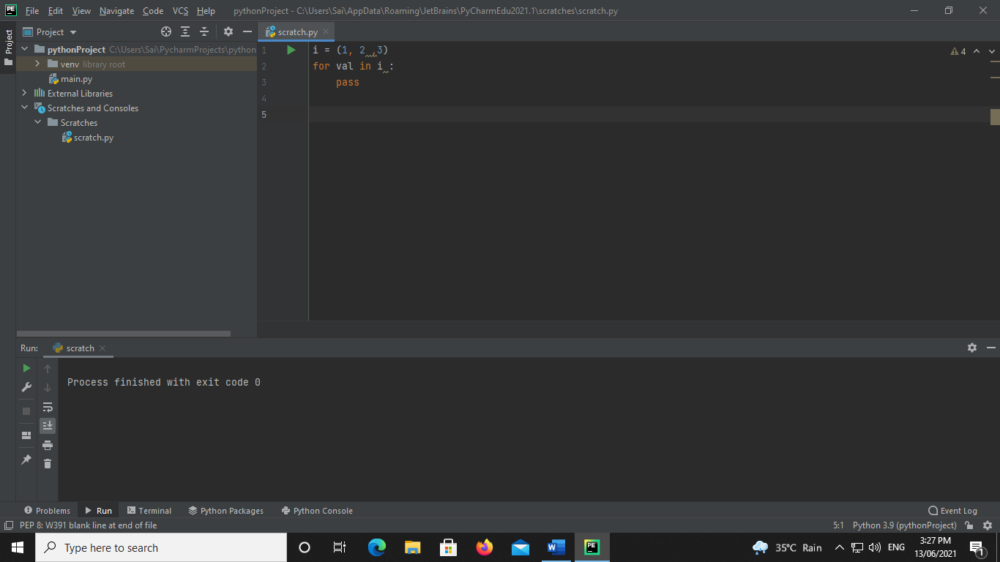 PE File Edit View Navigate Code VCS Help pythonProject - C:\Users\Sai\AppData\Roaming\JetBrains\PyCharmEdu2021.1\scratches\scratch.py
Project
Project
scratch.py
pythonProject C:\Users\Sai\PycharmProjects\python
venv library root
main.py
External Libraries
Scratches and Consoles
Scratches
scratch.py
1 i = (1, 2 ,3)
2 for val in i :
3     pass
4
5
4
Run: scratch
Process finished with exit code 0
Problems Run Terminal Python Packages Python Console Event Log
PEP 8: W391 blank line at end of file 5:1 Python 3.9 (pythonProject)
Type here to search W PE 35°C Rain ENG 3:27 PM
13/06/2021 1